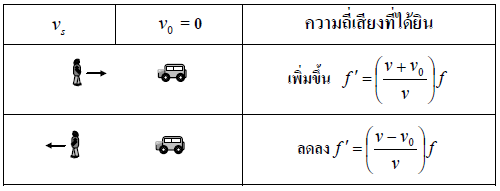 v_s v_0 = 0 ความถี่เสียงที่ได้ยิน
เพิ่มขึ้น f' = ((v + v_0)/v) f
ลดลง f' = ((v − v_0)/v) f